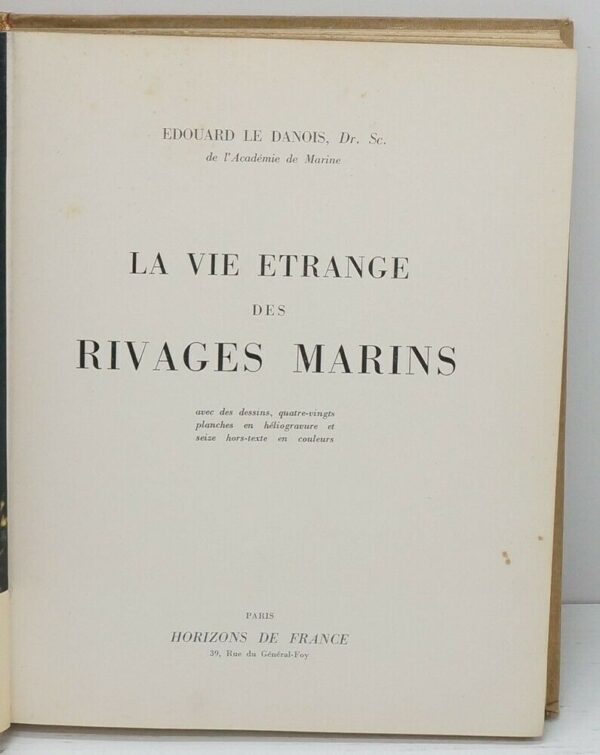 EDOUARD LE DANOIS, Dr. Sc.
de l'Académie de Marine
LA VIE ETRANGE
DES
RIVAGES MARINS
avec des dessins, quatre-vingts
planches en héliogravure et
seize hors-texte en couleurs
PARIS
HORIZONS DE FRANCE
39, Rue du Général-Foy